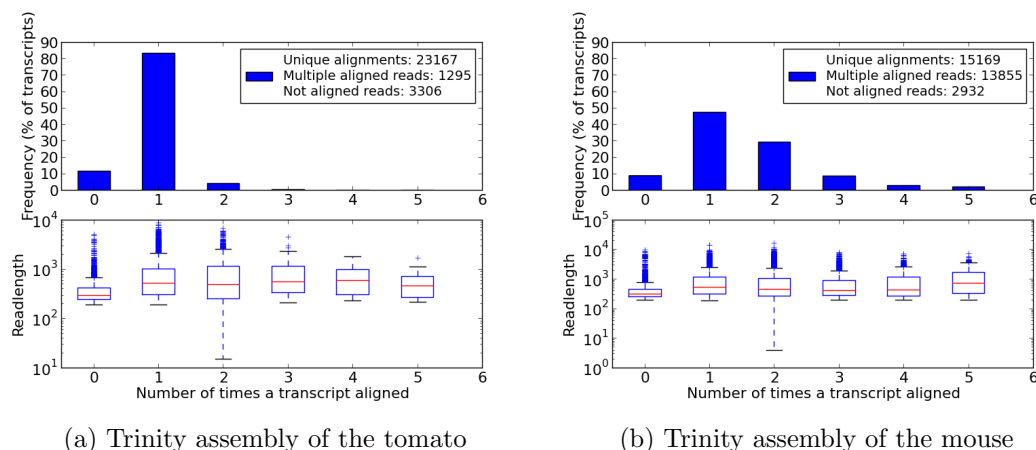 Frequency (% of transcripts)
90
80
70
60
50
40
30
20
10
0
Unique alignments: 23167
Multiple aligned reads: 1295
Not aligned reads: 3306
0 1 2 3 4 5 6
Readlength
10^4
10^3
10^2
10^1
0 1 2 3 4 5 6
Number of times a transcript aligned
(a) Trinity assembly of the tomato
Frequency (% of transcripts)
90
80
70
60
50
40
30
20
10
0
Unique alignments: 15169
Multiple aligned reads: 13855
Not aligned reads: 2932
0 1 2 3 4 5 6
Readlength
10^5
10^4
10^3
10^2
10^1
10^0
0 1 2 3 4 5 6
Number of times a transcript aligned
(b) Trinity assembly of the mouse